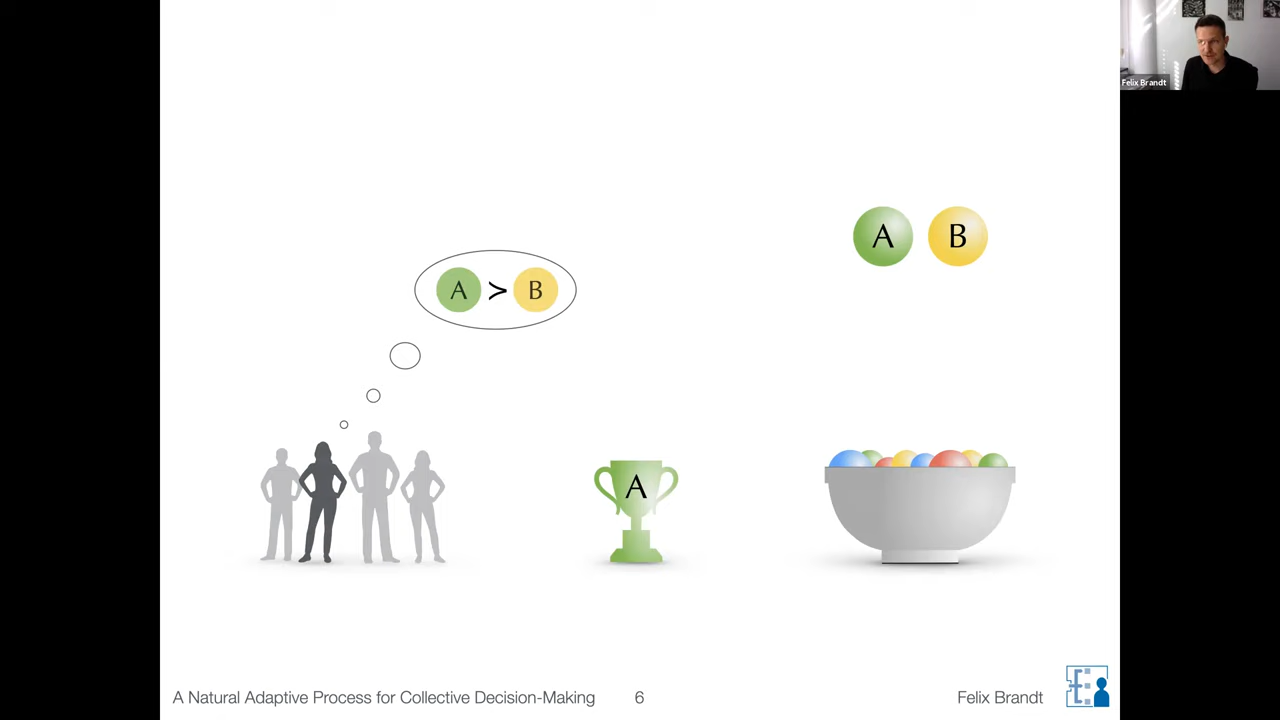 Felix Brandt
A B
A ≻ B
A
A Natural Adaptive Process for Collective Decision-Making 6 Felix Brandt